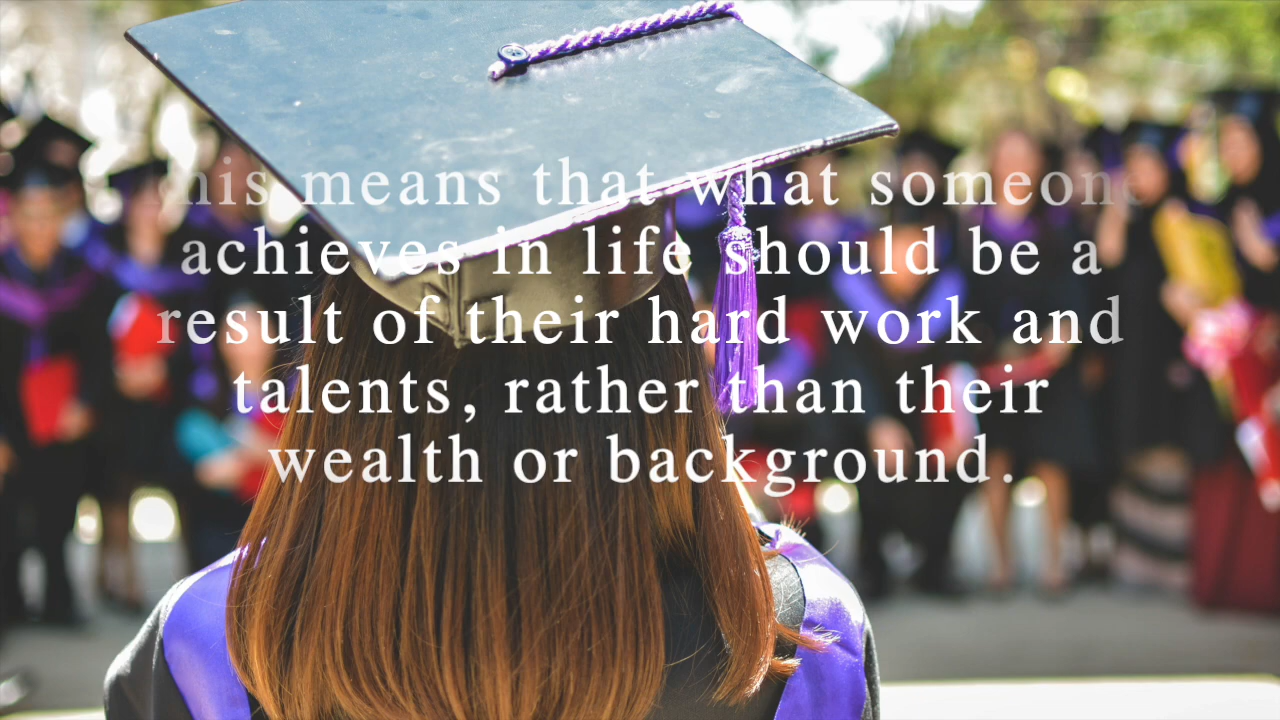 This means that what someone
achieves in life should be a
result of their hard work and
talents, rather than their
wealth or background.